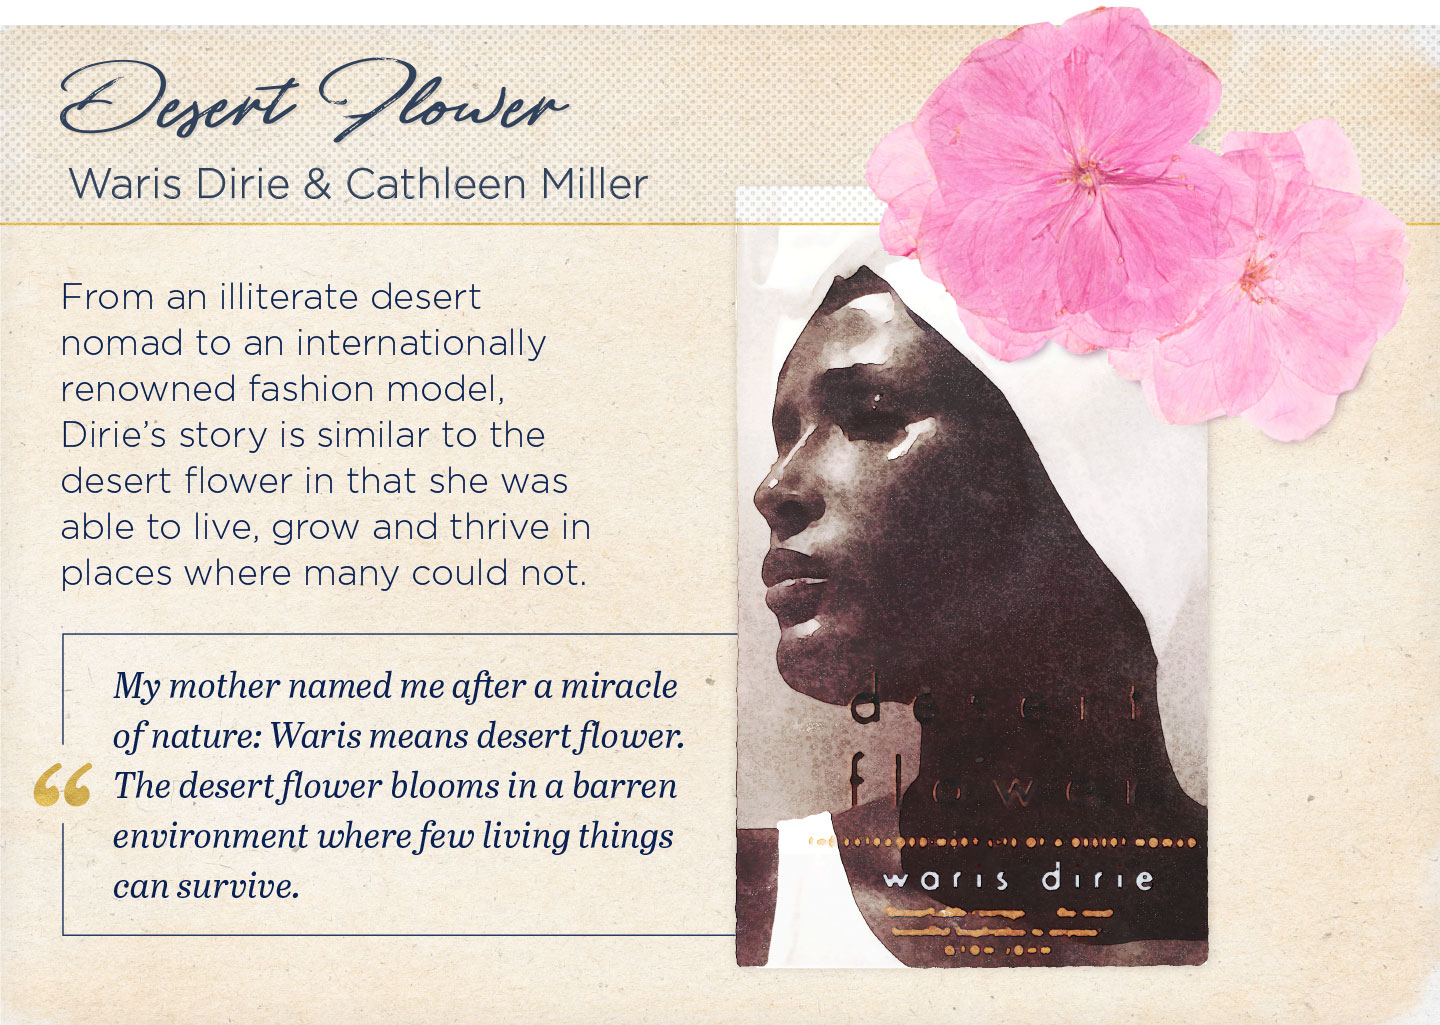 Desert Flower
Waris Dirie & Cathleen Miller
From an illiterate desert
nomad to an internationally
renowned fashion model,
Dirie’s story is similar to the
desert flower in that she was
able to live, grow and thrive in
places where many could not.
“
My mother named me after a miracle
of nature: Waris means desert flower.
The desert flower blooms in a barren
environment where few living things
can survive.
desert
flower
waris dirie